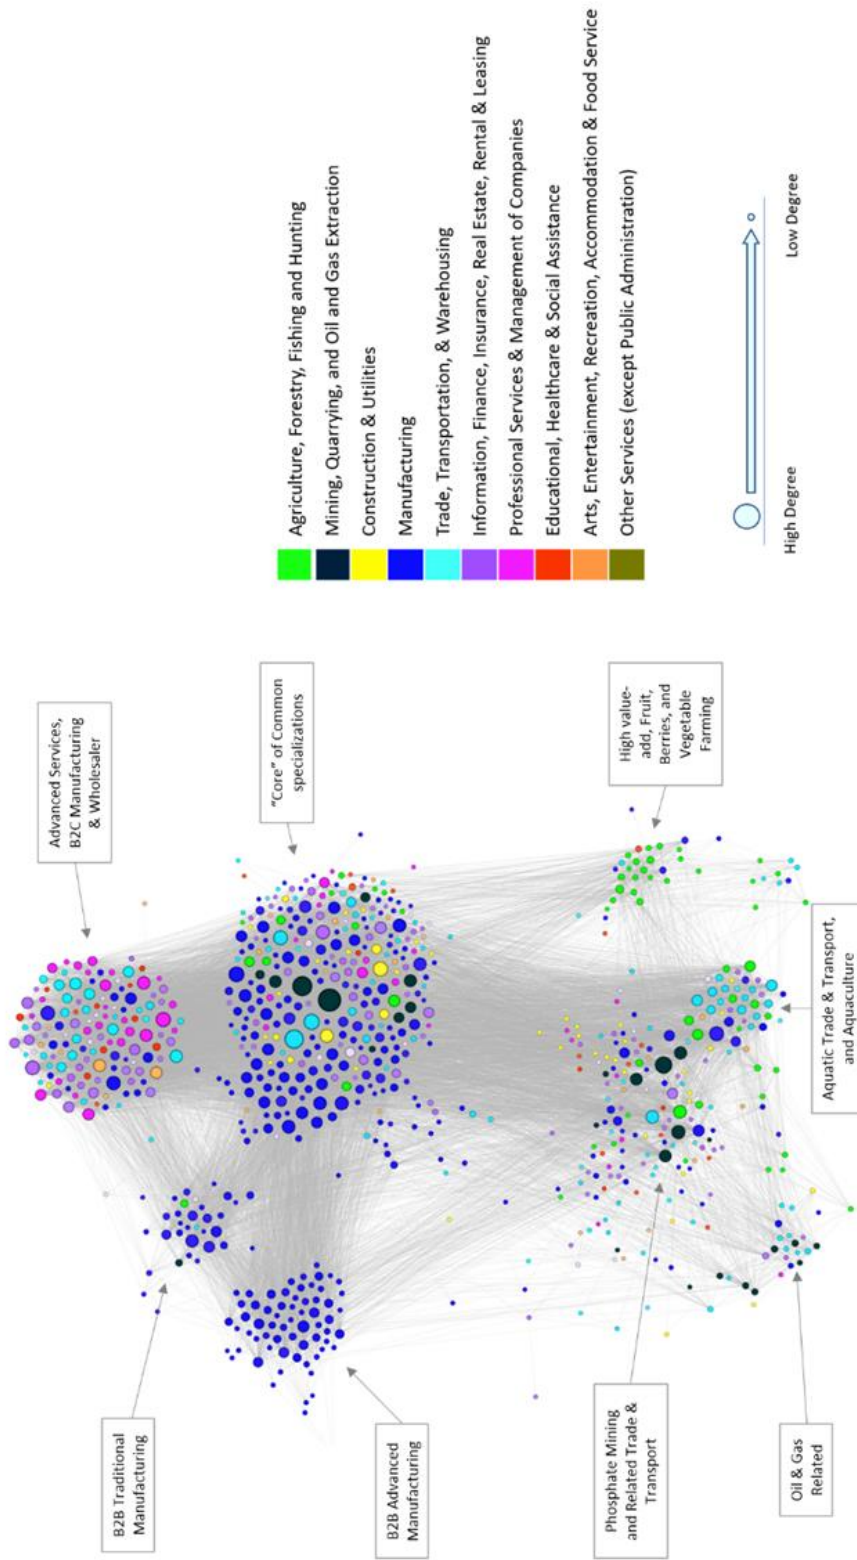 Advanced Services,
B2C Manufacturing
& Wholesaler
B2B Traditional
Manufacturing
"Core" of Common
specializations
B2B Advanced
Manufacturing
Phosphate Mining
and Related Trade &
Transport
High value-
add, Fruit,
Berries, and
Vegetable
Farming
Oil & Gas
Related
Aquatic Trade & Transport,
and Aquaculture
Agriculture, Forestry, Fishing and Hunting
Mining, Quarrying, and Oil and Gas Extraction
Construction & Utilities
Manufacturing
Trade, Transportation, & Warehousing
Information, Finance, Insurance, Real Estate, Rental & Leasing
Professional Services & Management of Companies
Educational, Healthcare & Social Assistance
Arts, Entertainment, Recreation, Accommodation & Food Service
Other Services (except Public Administration)
High Degree
Low Degree